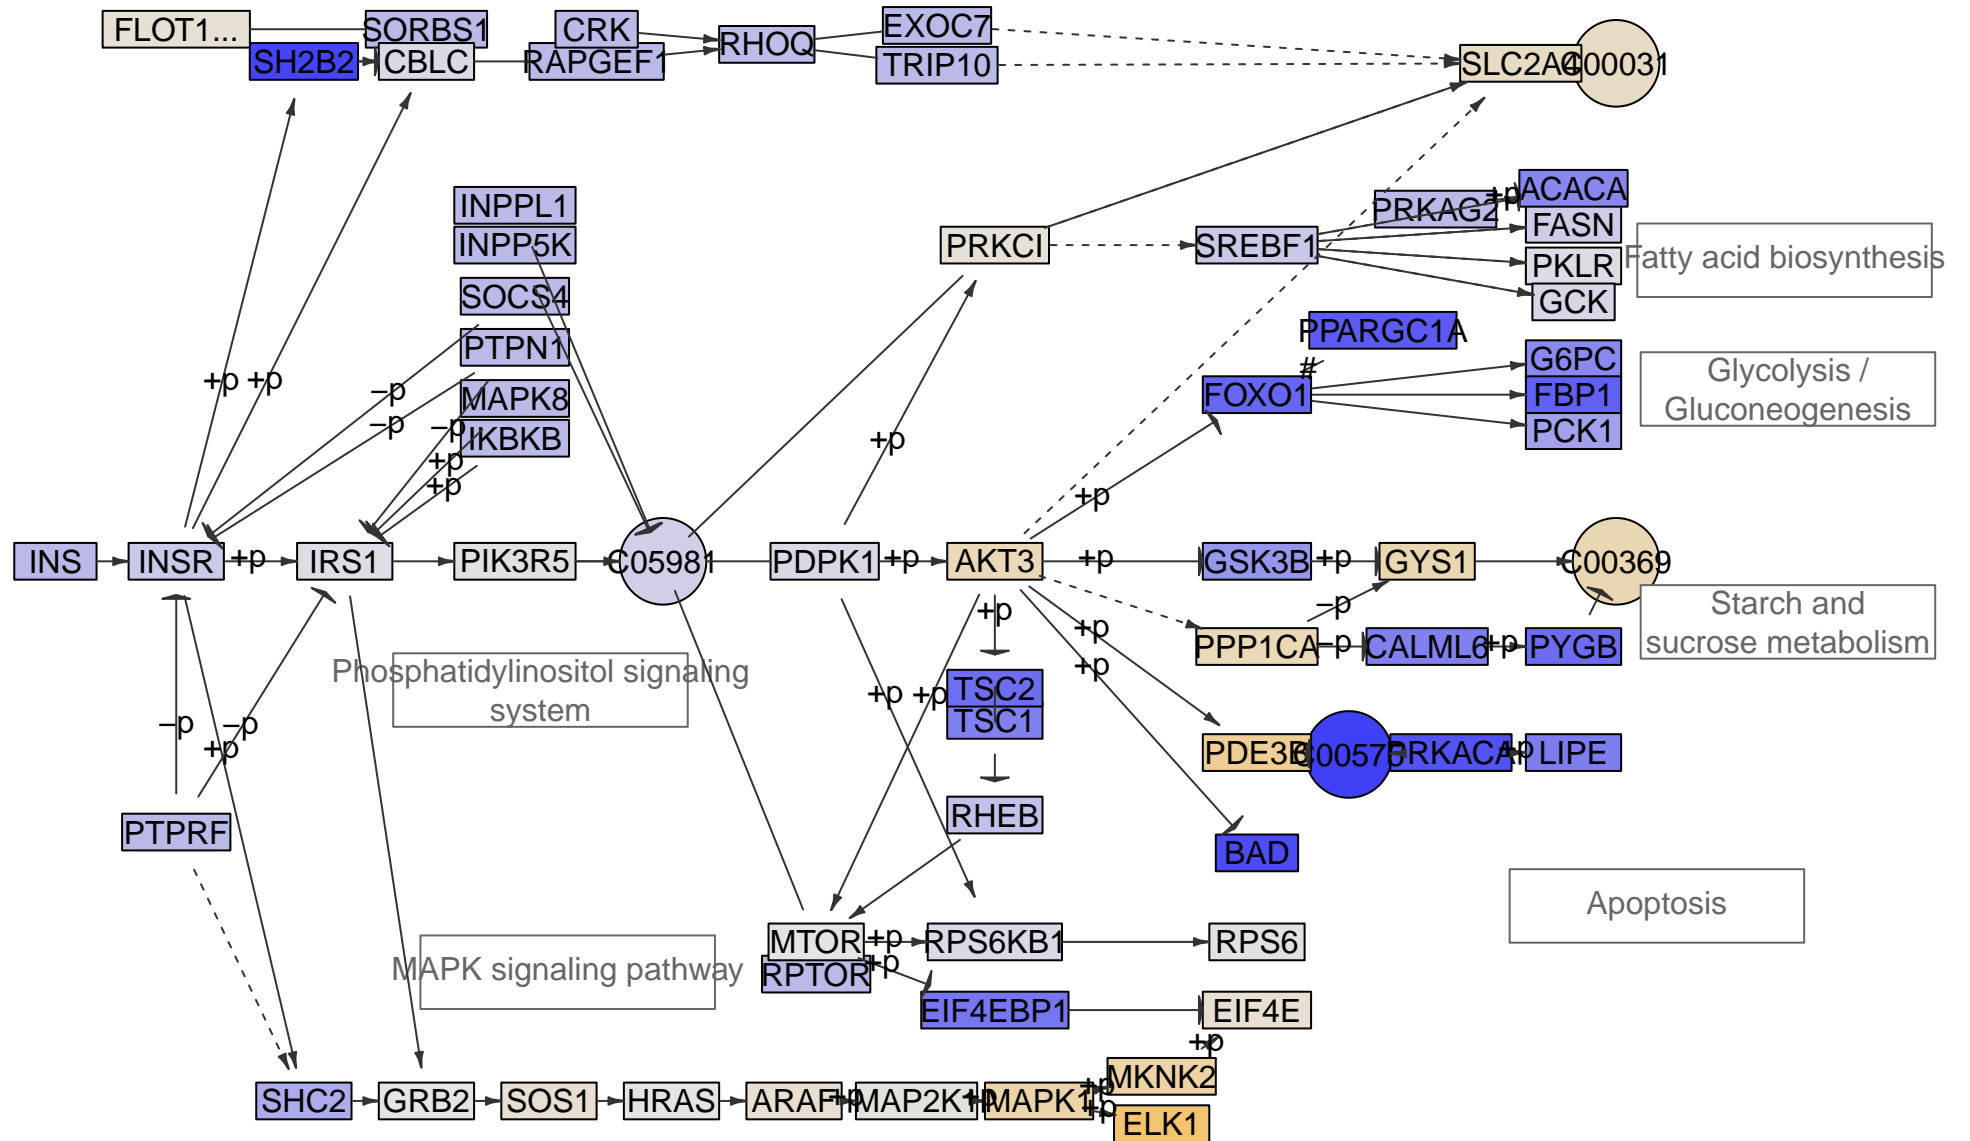 FLOT1...
SORBS1
CRK
RHOQ
EXOC7
SH2B2
CBLC
RAPGEF1
TRIP10
SLC2A4
C00031
INPPL1
INPP5K
SOCS4
PTPN1
MAPK8
IKBKB
PRKCI
SREBF1
PRKAG2
+p
ACACA
FASN
PKLR
GCK
Fatty acid biosynthesis
PPARGC1A
#
FOXO1
G6PC
FBP1
PCK1
Glycolysis /
Gluconeogenesis
+p
+p
−p
−p
−p
+p
+p
+p
+p
INS
INSR
+p
IRS1
PIK3R5
C05981
PDPK1
+p
AKT3
+p
GSK3B
+p
GYS1
C00369
−p
PPP1CA
−p
CALML6
+p
PYGB
Starch and
sucrose metabolism
+p
+p
+p
Phosphatidylinositol signaling
system
−p
+p
−p
+p
+p
TSC2
TSC1
PDE3B
C00575
PRKACA
+p
LIPE
PTPRF
RHEB
BAD
Apoptosis
MTOR
+p
RPS6KB1
RPS6
MAPK signaling pathway
RPTOR
+p
EIF4EBP1
EIF4E
+p
SHC2
GRB2
SOS1
HRAS
ARAF
+p
MAP2K1
+p
MAPK1
+p
MKNK2
+p
ELK1